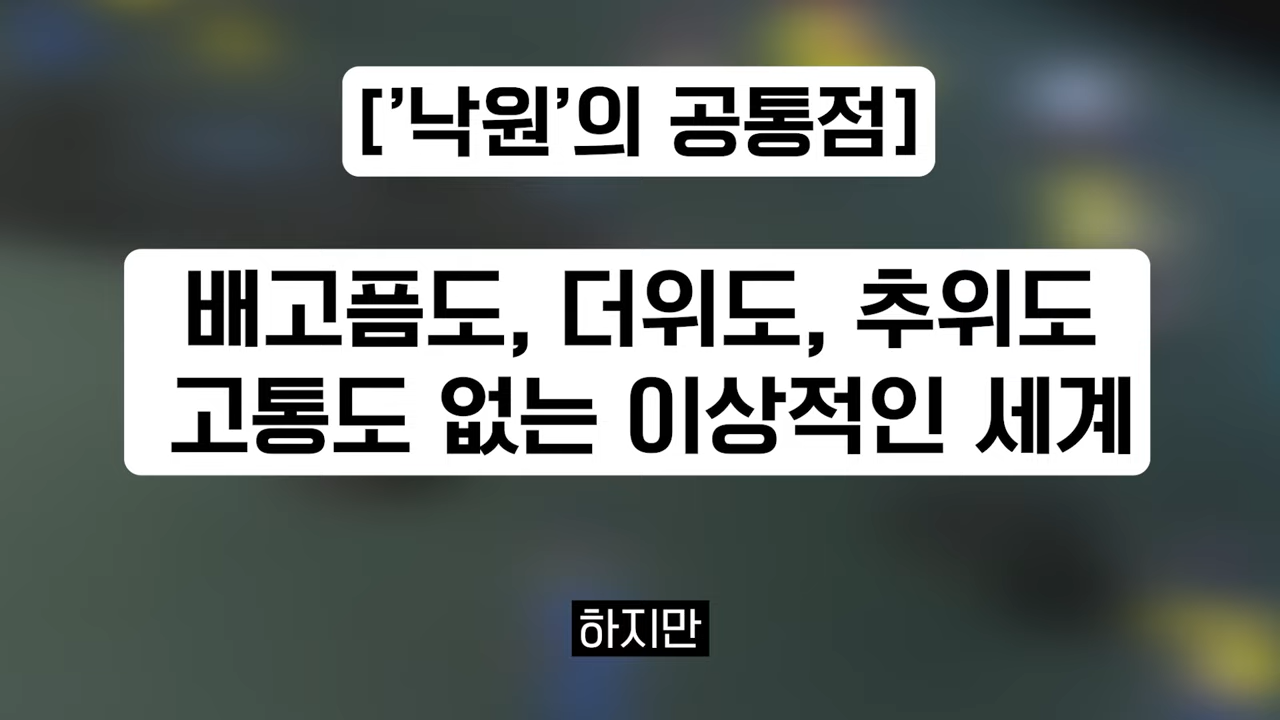 [’낙원’의 공통점]
배고픔도, 더위도, 추위도
고통도 없는 이상적인 세계
하지만